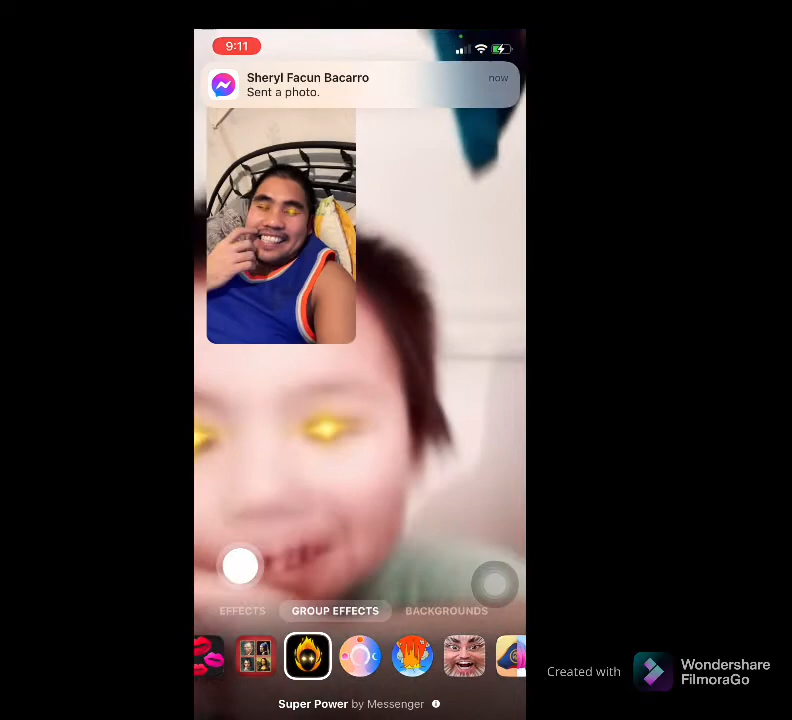 9:11
Sheryl Facun Bacarro
now
Sent a photo.
EFFECTS
GROUP EFFECTS
BACKGROUNDS
Super Power by Messenger
Created with
Wondershare
FilmoraGo